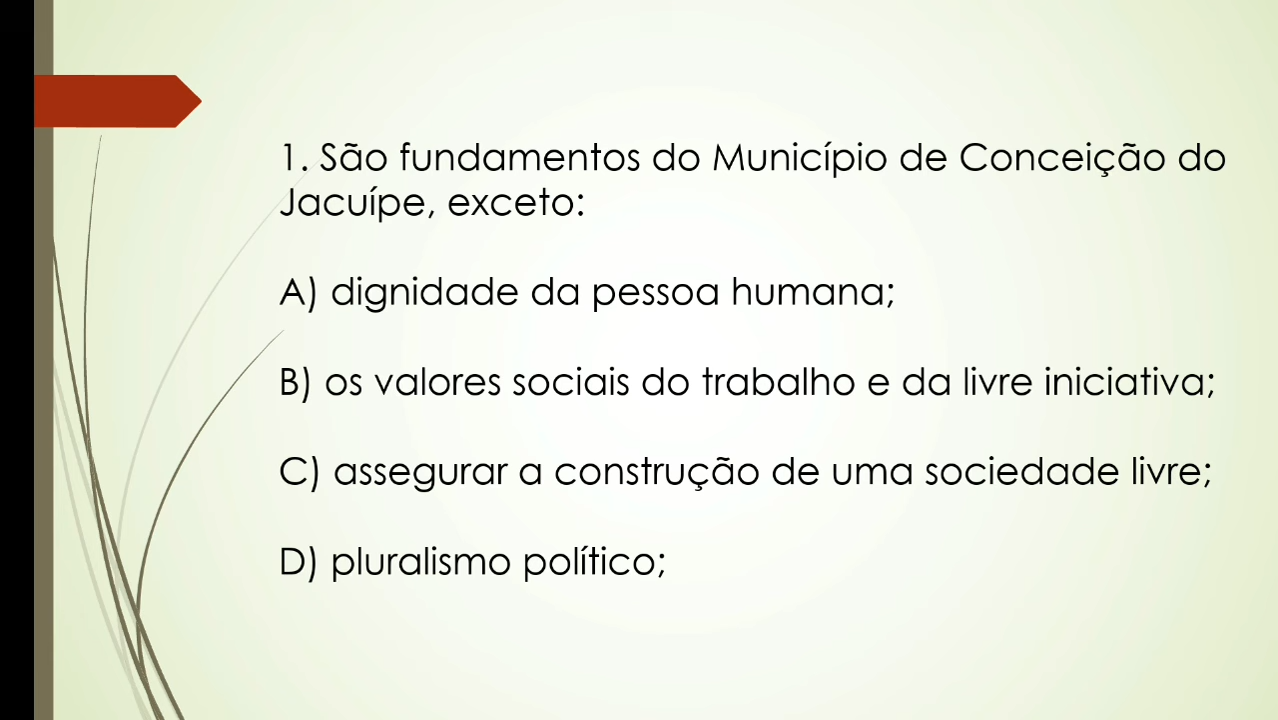 1. São fundamentos do Município de Conceição do
Jacuípe, exceto:
A) dignidade da pessoa humana;
B) os valores sociais do trabalho e da livre iniciativa;
C) assegurar a construção de uma sociedade livre;
D) pluralismo político;